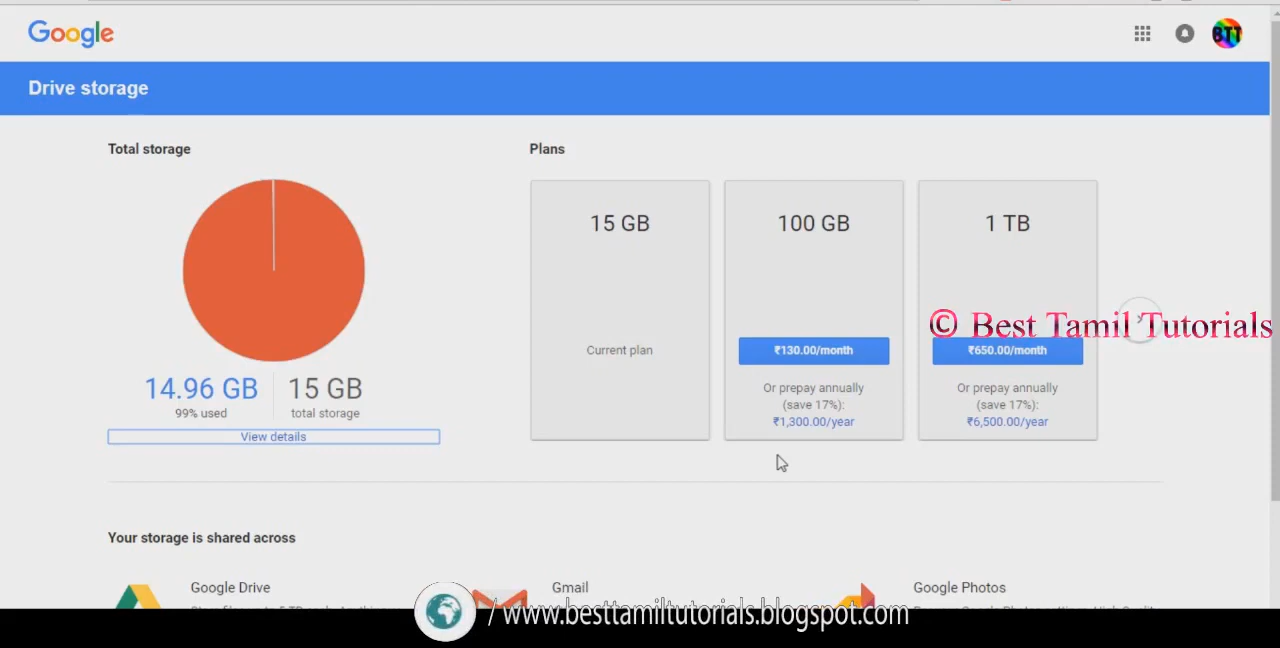 Google
BTT
Drive storage
Total storage
Plans
15 GB
100 GB
1 TB
© Best Tamil Tutorials
Current plan
₹130.00/month
₹650.00/month
Or prepay annually
(save 17%):
₹1,300.00/year
Or prepay annually
(save 17%):
₹6,500.00/year
14.96 GB
99% used
15 GB
total storage
View details
Your storage is shared across
Google Drive
Gmail
Google Photos
/ www.besttamiltutorials.blogspot.com